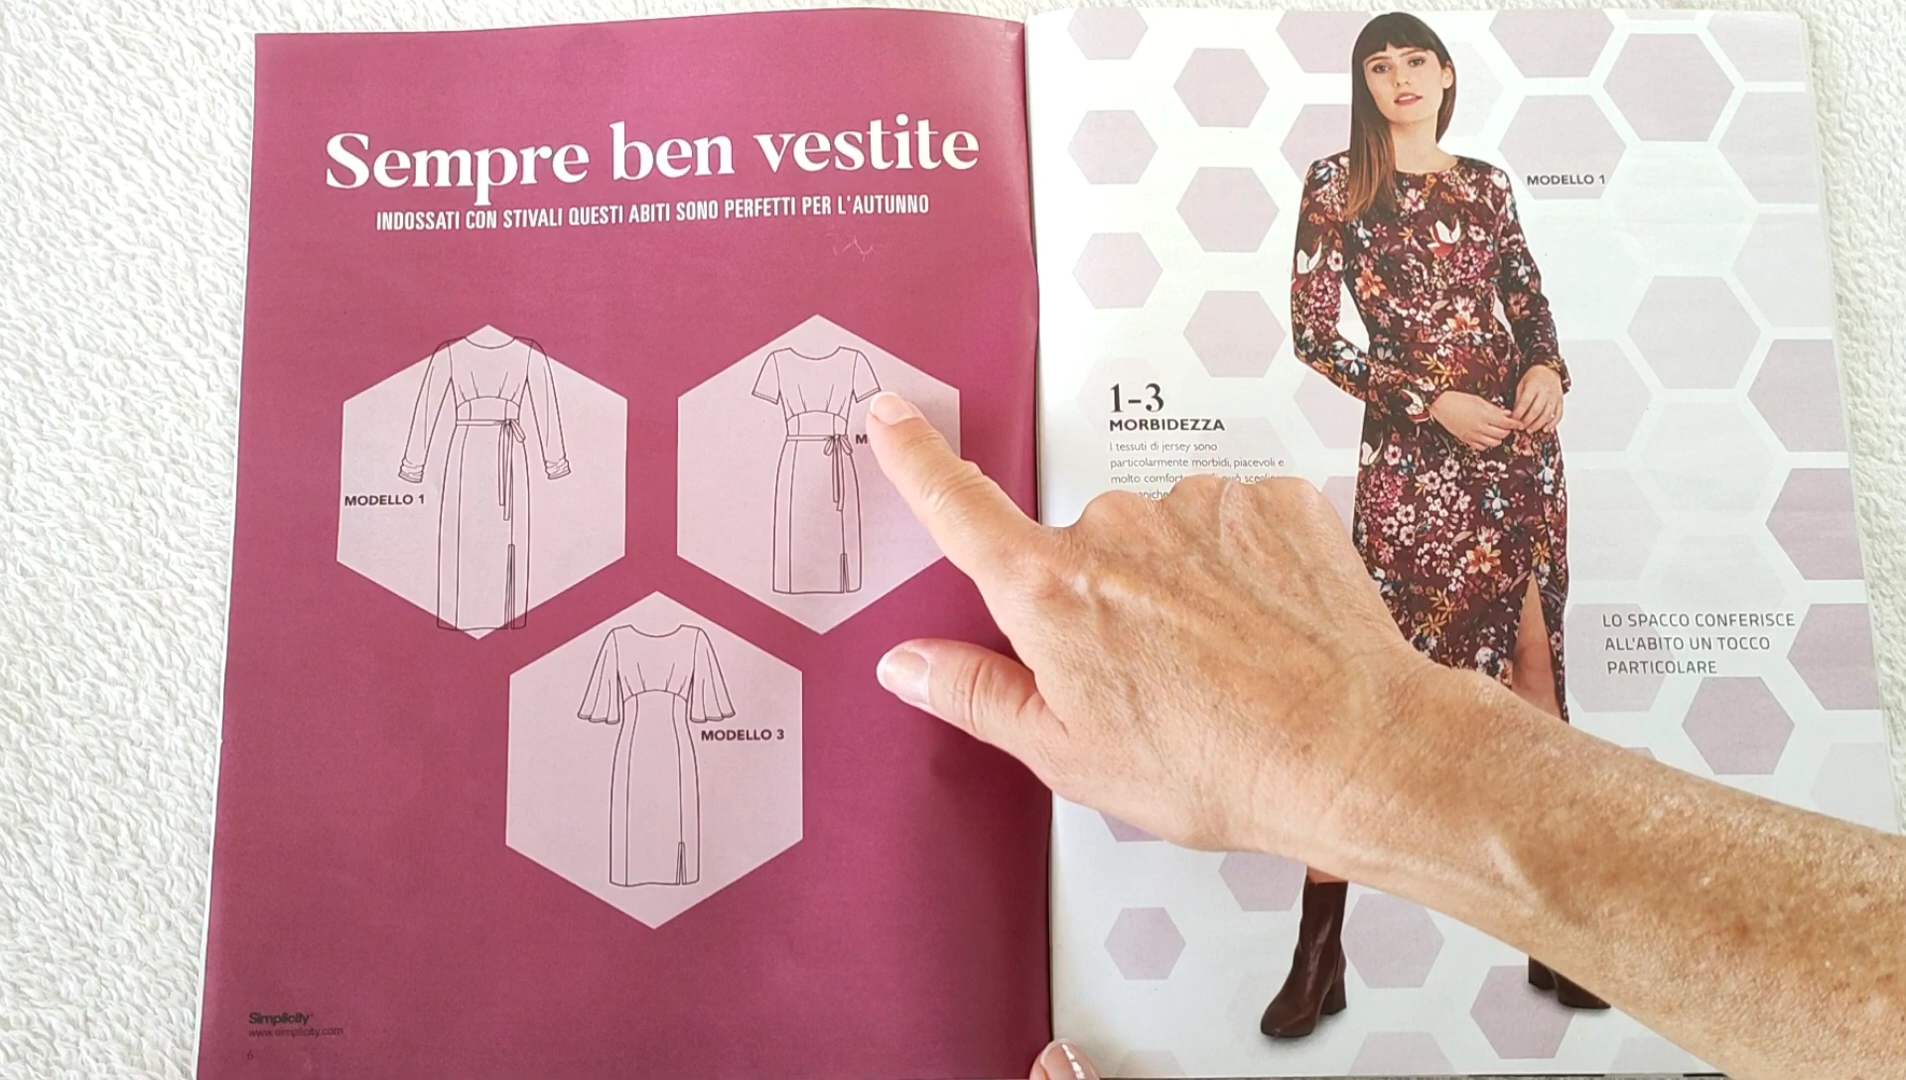 Sempre ben vestite
INDOSSATI CON STIVALI QUESTI ABITI SONO PERFETTI PER L'AUTUNNO
MODELLO 1
MODELLO 3
Simplicity
www.simplicity.com
6
MODELLO 1
1-3
MORBIDEZZA
I tessuti di jersey sono
particolarmente morbidi, piacevoli e
molto
LO SPACCO CONFERISCE
ALL'ABITO UN TOCCO
PARTICOLARE